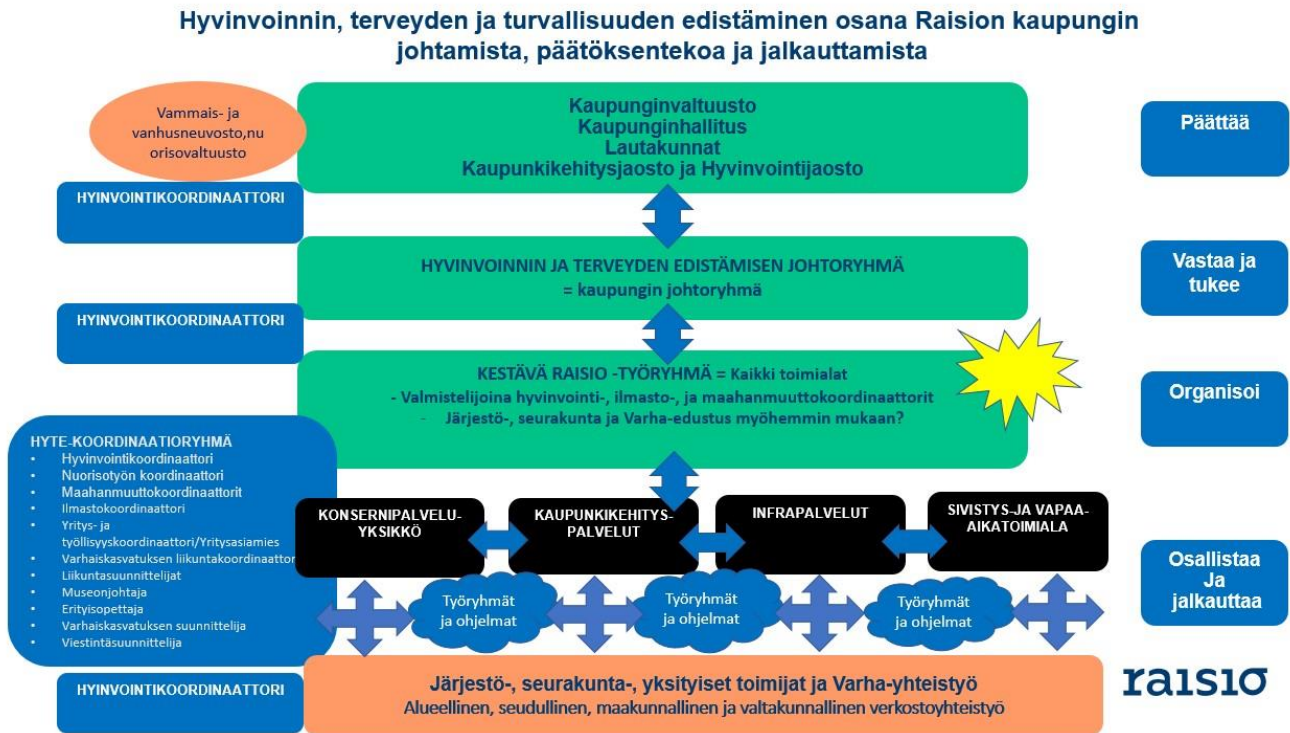 Hyvinvoinnin, terveyden ja turvallisuuden edistäminen osana Raision kaupungin
johtamista, päätöksentekoa ja jalkauttamista
Vammais- ja
vanhusneuvosto,nu
orisovaltuusto
Kaupunginvaltuusto
Kaupunginhallitus
Lautakunnat
Kaupunkikehitysjaosto ja Hyvinvointijaosto
Päättää
HYINVOINTIKOORDINAATTORI
HYVINVOINNIN JA TERVEYDEN EDISTÄMISEN JOHTORYHMÄ
= kaupungin johtoryhmä
Vastaa ja
tukee
HYINVOINTIKOORDINAATTORI
KESTÄVÄ RAISIO -TYÖRYHMÄ = Kaikki toimialat
- Valmistelijoina hyvinvointi-, ilmasto-, ja maahanmuuttokoordinaattorit
- Järjestö-, seurakunta ja Varha-edustus myöhemmin mukaan?
Organisoi
HYTE-KOORDINAATIORYHMÄ
• Hyvinvointikoordinaattori
• Nuorisotyön koordinaattori
• Maahanmuuttokoordinaattorit
• Ilmastokoordinaattori
• Yritys- ja
työllisyyskoordinaattori/Yritysasiamies
• Varhaiskasvatuksen liikuntakoordinaattor
• Liikuntasuunnittelijat
• Museonjohtaja
• Erityisopettaja
• Varhaiskasvatuksen suunnittelija
• Viestintäsuunnittelija
KONSERNIPALVELU-
YKSIKKÖ
KAUPUNKIKEHITYS-
PALVELUT
INFRAPALVELUT
SIVISTYS-JA VAPAA-
AIKATOIMIALA
Osallistaa
Ja
jalkauttaa
Työryhmät
ja ohjelmat
Työryhmät
ja ohjelmat
Työryhmät
ja ohjelmat
HYINVOINTIKOORDINAATTORI
Järjestö-, seurakunta-, yksityiset toimijat ja Varha-yhteistyö
Alueellinen, seudullinen, maakunnallinen ja valtakunnallinen verkostoyhteistyö
raisio